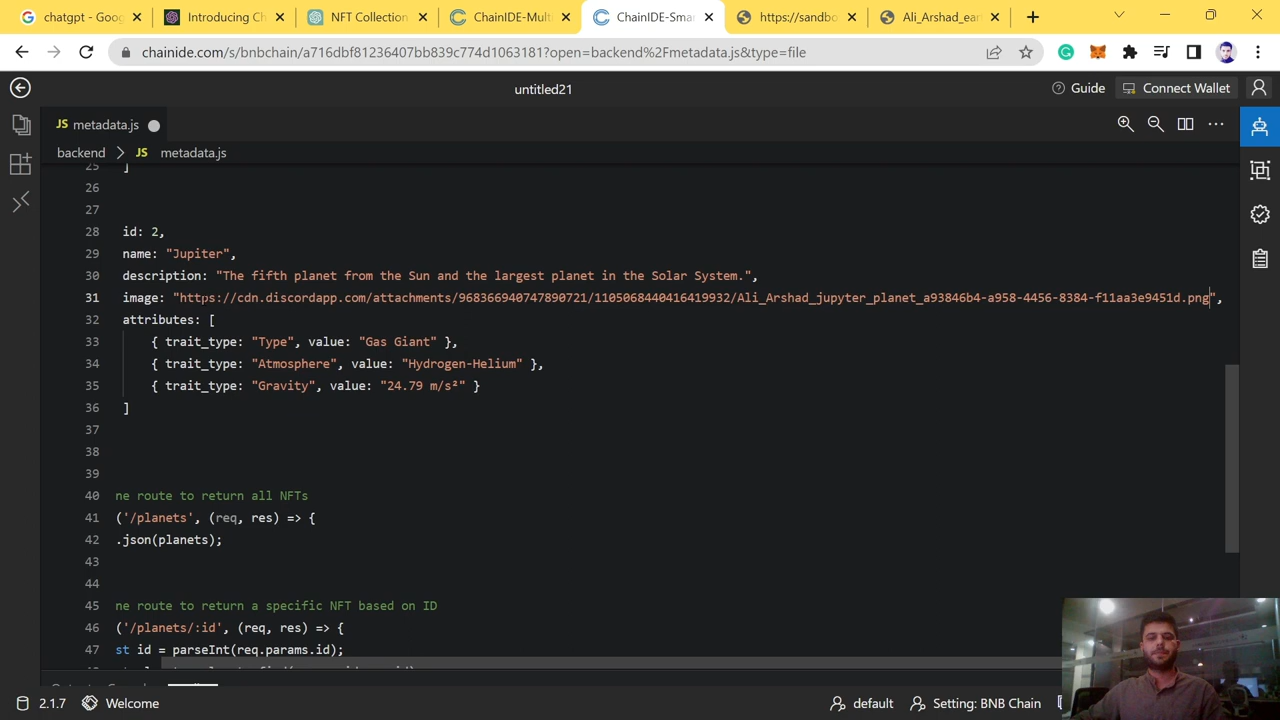 chatgpt - Goog
Introducing Ch
NFT Collection
ChainIDE-Mult
ChainIDE-Sma
https://sandbo
Ali_Arshad_ear
chainide.com/s/bnbchain/a716dbf81236407bb839c774d1063181?open=backend%2Fmetadata.js&type=file
untitled21
Guide
Connect Wallet
JS metadata.js
backend > JS metadata.js
25 ]
26
27
28 id: 2,
29 name: "Jupiter",
30 description: "The fifth planet from the Sun and the largest planet in the Solar System.",
31 image: "https://cdn.discordapp.com/attachments/968366940747890721/1105068440416419932/Ali_Arshad_jupyter_planet_a93846b4-a958-4456-8384-f11aa3e9451d.png",
32 attributes: [
33 { trait_type: "Type", value: "Gas Giant" },
34 { trait_type: "Atmosphere", value: "Hydrogen-Helium" },
35 { trait_type: "Gravity", value: "24.79 m/s²" }
36 ]
37
38
39
40 ne route to return all NFTs
41 ('/planets', (req, res) => {
42 .json(planets);
43
44
45 ne route to return a specific NFT based on ID
46 ('/planets/:id', (req, res) => {
47 st id = parseInt(req.params.id);
2.1.7
Welcome
default
Setting: BNB Chain